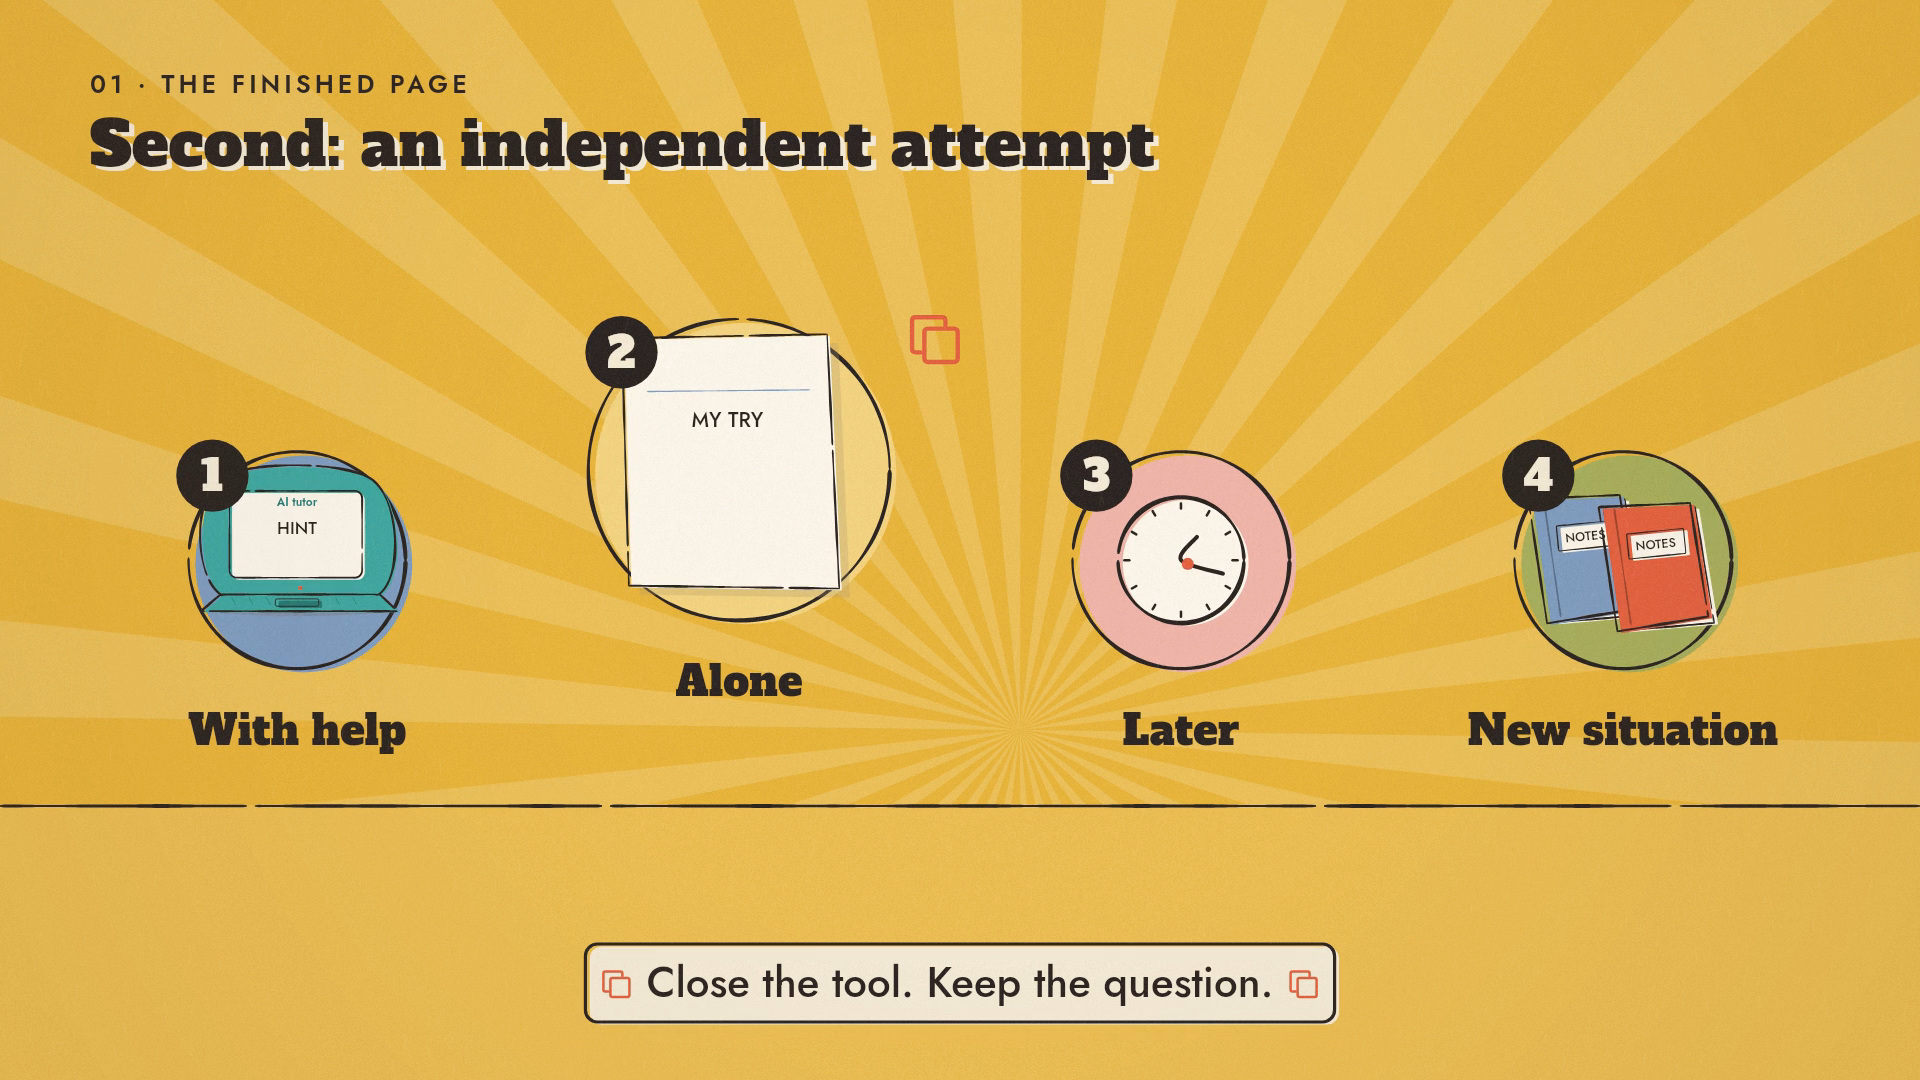 01 · THE FINISHED PAGE
Second: an independent attempt
1
AI tutor
HINT
With help
2
MY TRY
Alone
3
Later
4
NOTES
NOTES
New situation
Close the tool. Keep the question.